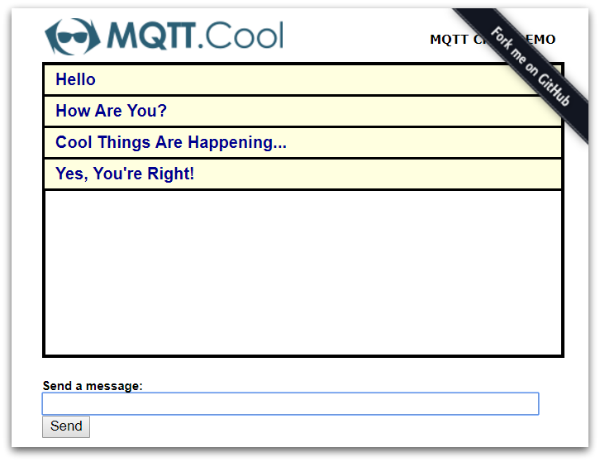 MQTT.Cool
MQTT EMO
Fork me on GitHub
Hello
How Are You?
Cool Things Are Happening...
Yes, You're Right!
Send a message:
Send